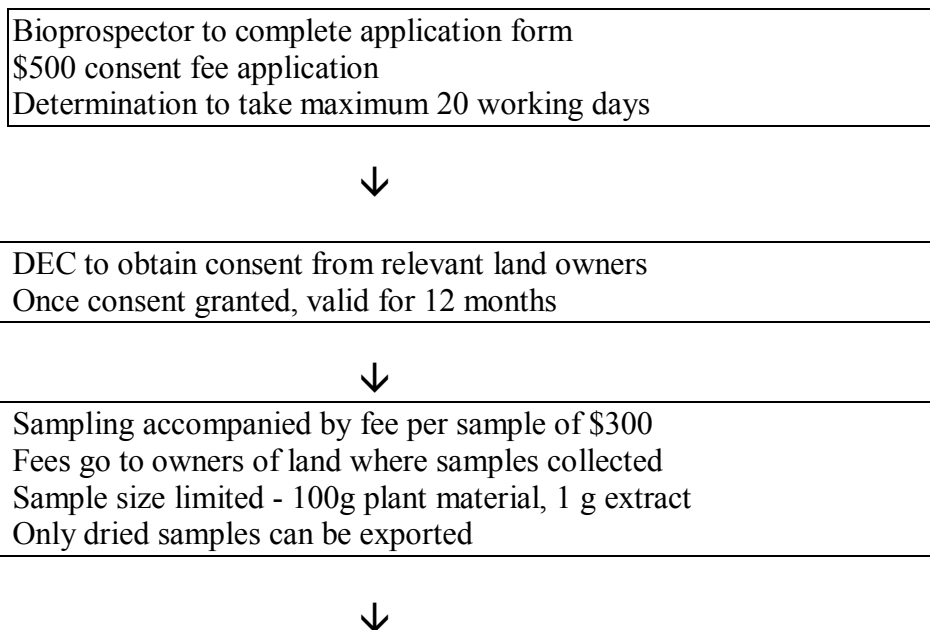 Bioprospector to complete application form
$500 consent fee application
Determination to take maximum 20 working days
↓
DEC to obtain consent from relevant land owners
Once consent granted, valid for 12 months
↓
Sampling accompanied by fee per sample of $300
Fees go to owners of land where samples collected
Sample size limited - 100g plant material, 1 g extract
Only dried samples can be exported
↓